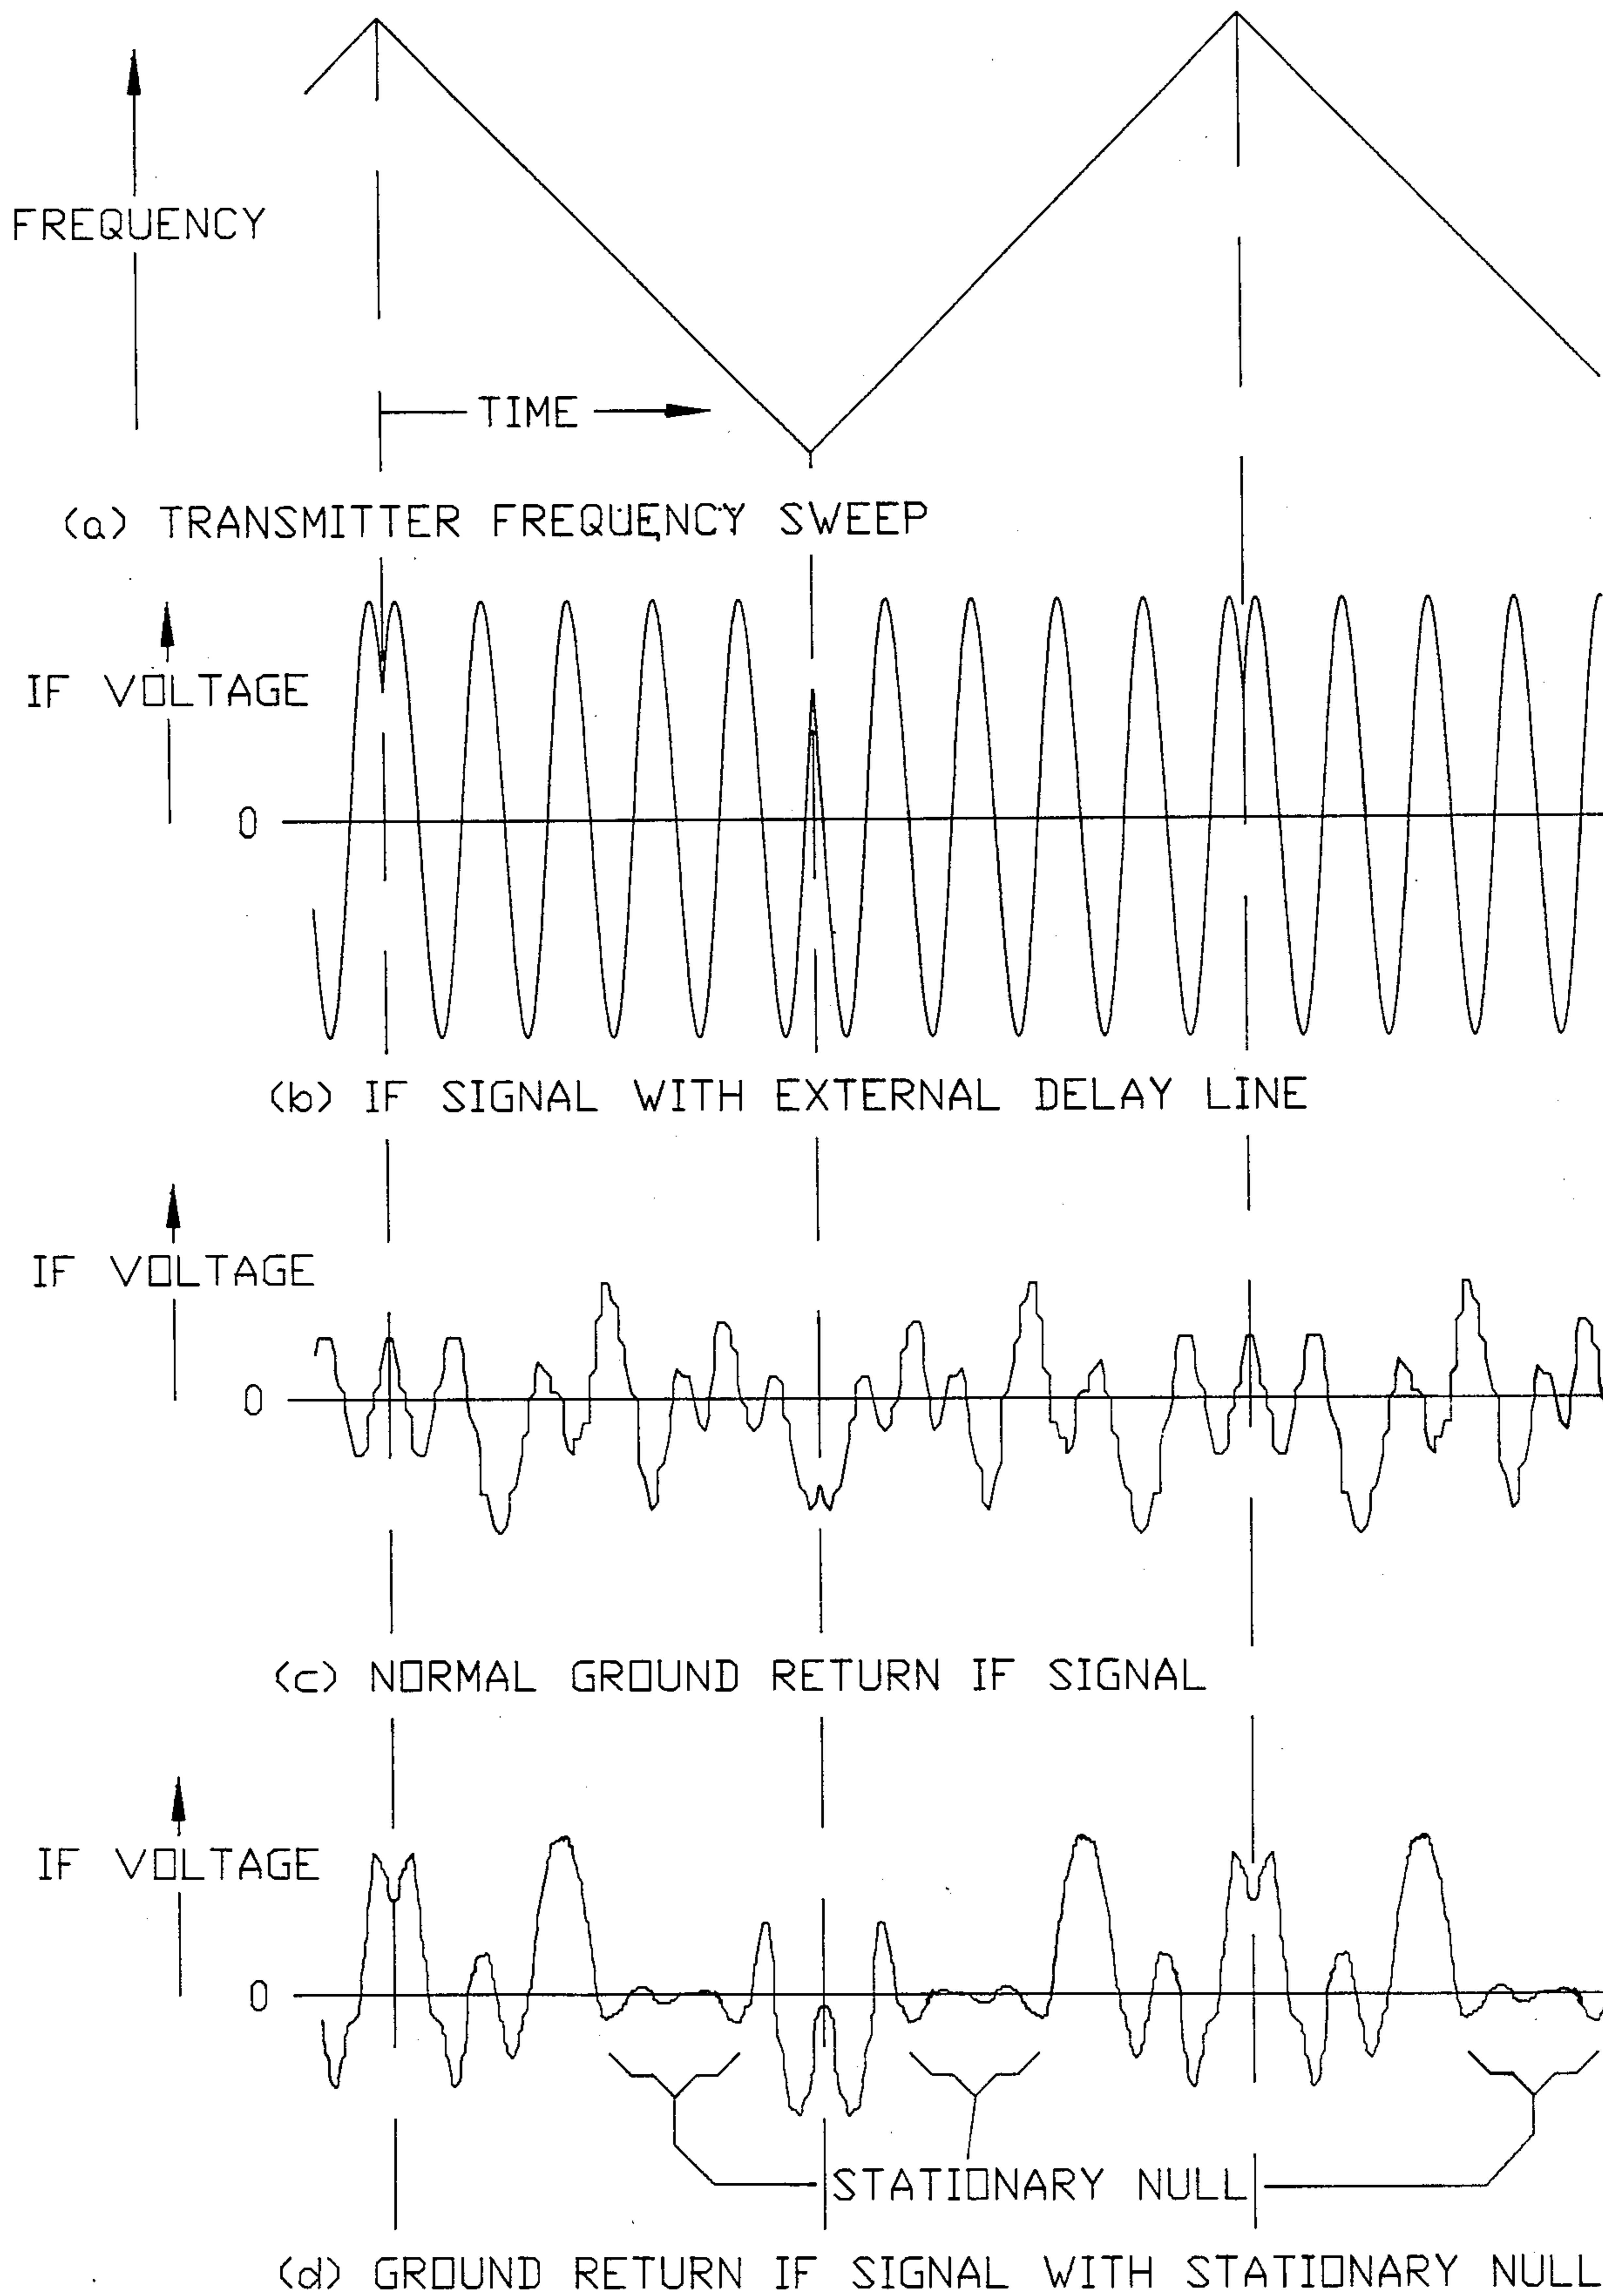 FREQUENCY
TIME
(a) TRANSMITTER FREQUENCY SWEEP
IF VOLTAGE
0
(b) IF SIGNAL WITH EXTERNAL DELAY LINE
IF VOLTAGE
0
(c) NORMAL GROUND RETURN IF SIGNAL
IF VOLTAGE
0
STATIONARY NULL
(d) GROUND RETURN IF SIGNAL WITH STATIONARY NULL